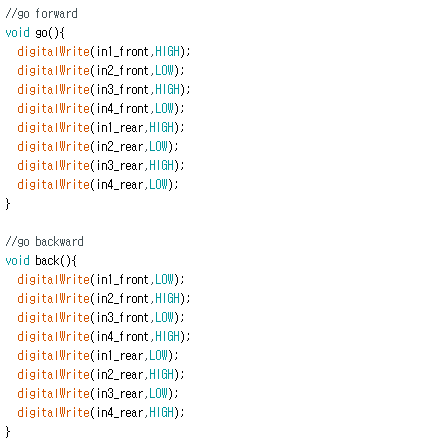 //go forward
void go(){
  digitalWrite(in1_front,HIGH);
  digitalWrite(in2_front,LOW);
  digitalWrite(in3_front,HIGH);
  digitalWrite(in4_front,LOW);
  digitalWrite(in1_rear,HIGH);
  digitalWrite(in2_rear,LOW);
  digitalWrite(in3_rear,HIGH);
  digitalWrite(in4_rear,LOW);
}

//go backward
void back(){
  digitalWrite(in1_front,LOW);
  digitalWrite(in2_front,HIGH);
  digitalWrite(in3_front,LOW);
  digitalWrite(in4_front,HIGH);
  digitalWrite(in1_rear,LOW);
  digitalWrite(in2_rear,HIGH);
  digitalWrite(in3_rear,LOW);
  digitalWrite(in4_rear,HIGH);
}